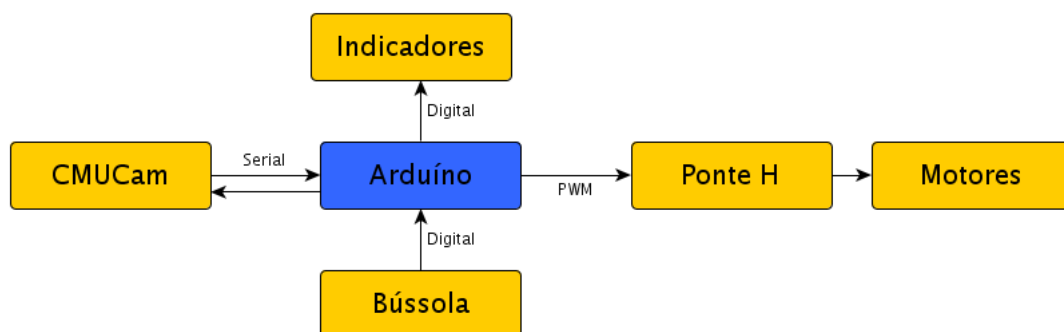 Indicadores
Digital
CMUCam
Serial
Arduíno
PWM
Ponte H
Motores
Digital
Bússola